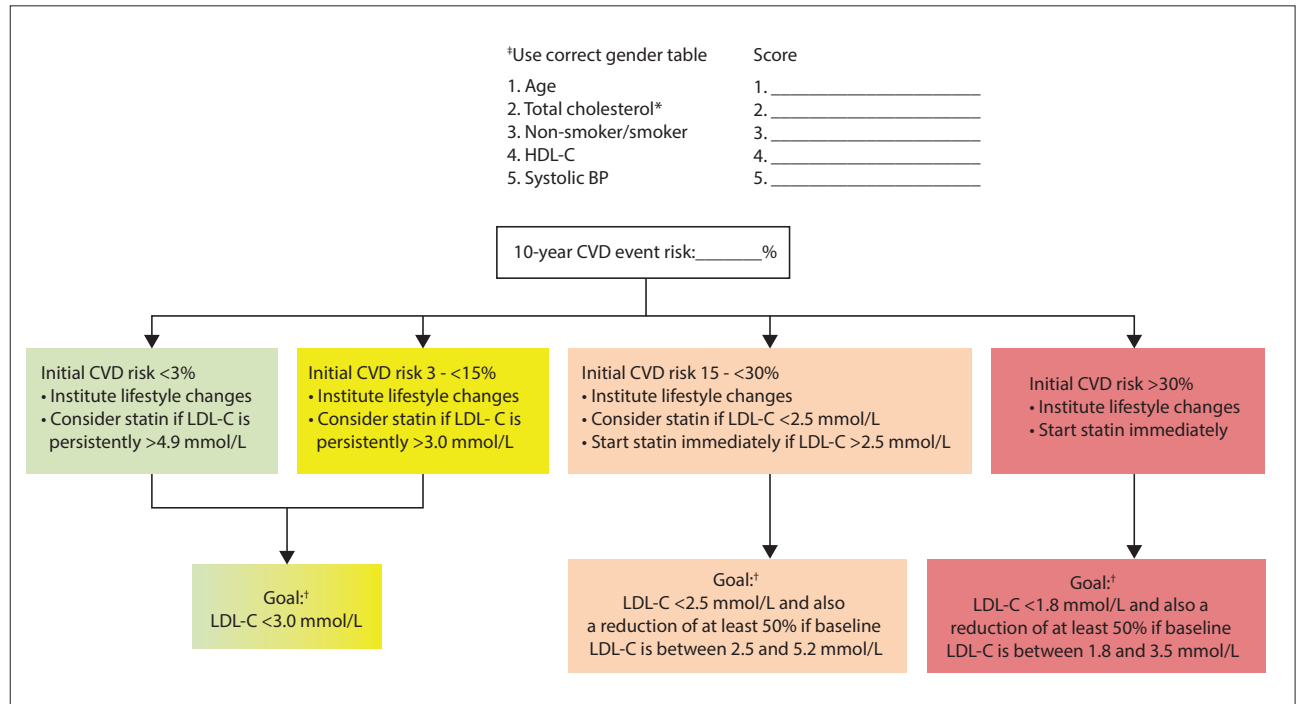 ‡Use correct gender table
Score
1. Age
1. ______________________
2. Total cholesterol*
2. ______________________
3. Non-smoker/smoker
3. ______________________
4. HDL-C
4. ______________________
5. Systolic BP
5. ______________________
10-year CVD event risk:_______%
Initial CVD risk <3%
• Institute lifestyle changes
• Consider statin if LDL-C is
persistently >4.9 mmol/L
Initial CVD risk 3 - <15%
• Institute lifestyle changes
• Consider statin if LDL- C is
persistently >3.0 mmol/L
Initial CVD risk 15 - <30%
• Institute lifestyle changes
• Consider statin if LDL-C <2.5 mmol/L
• Start statin immediately if LDL-C >2.5 mmol/L
Initial CVD risk >30%
• Institute lifestyle changes
• Start statin immediately
Goal:†
LDL-C <3.0 mmol/L
Goal:†
LDL-C <2.5 mmol/L and also
a reduction of at least 50% if baseline
LDL-C is between 2.5 and 5.2 mmol/L
Goal:†
LDL-C <1.8 mmol/L and also a
reduction of at least 50% if baseline
LDL-C is between 1.8 and 3.5 mmol/L